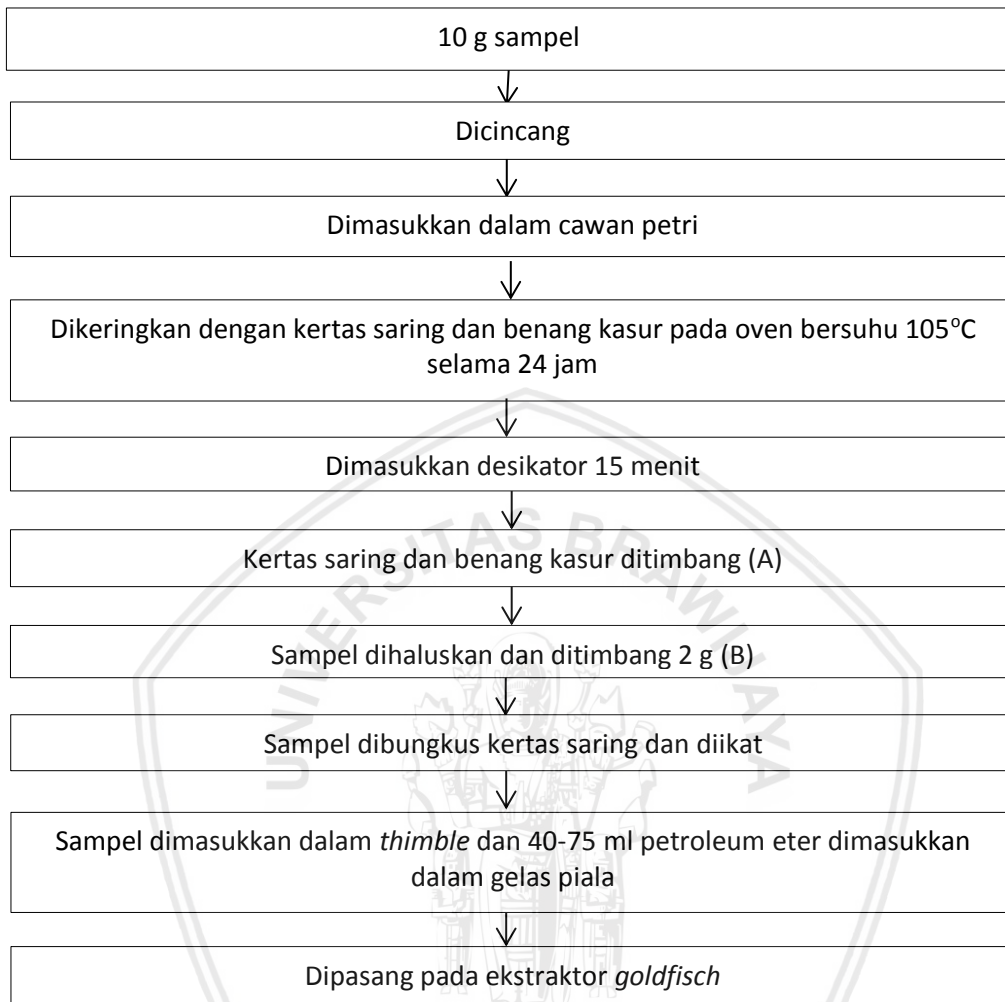 10 g sampel
Dicincang
Dimasukkan dalam cawan petri
Dikeringkan dengan kertas saring dan benang kasur pada oven bersuhu 105°C
selama 24 jam
Dimasukkan desikator 15 menit
Kertas saring dan benang kasur ditimbang (A)
Sampel dihaluskan dan ditimbang 2 g (B)
Sampel dibungkus kertas saring dan diikat
Sampel dimasukkan dalam thimble dan 40-75 ml petroleum eter dimasukkan
dalam gelas piala
Dipasang pada ekstraktor goldfisch
UNIVERSITAS BRAWIJAYA